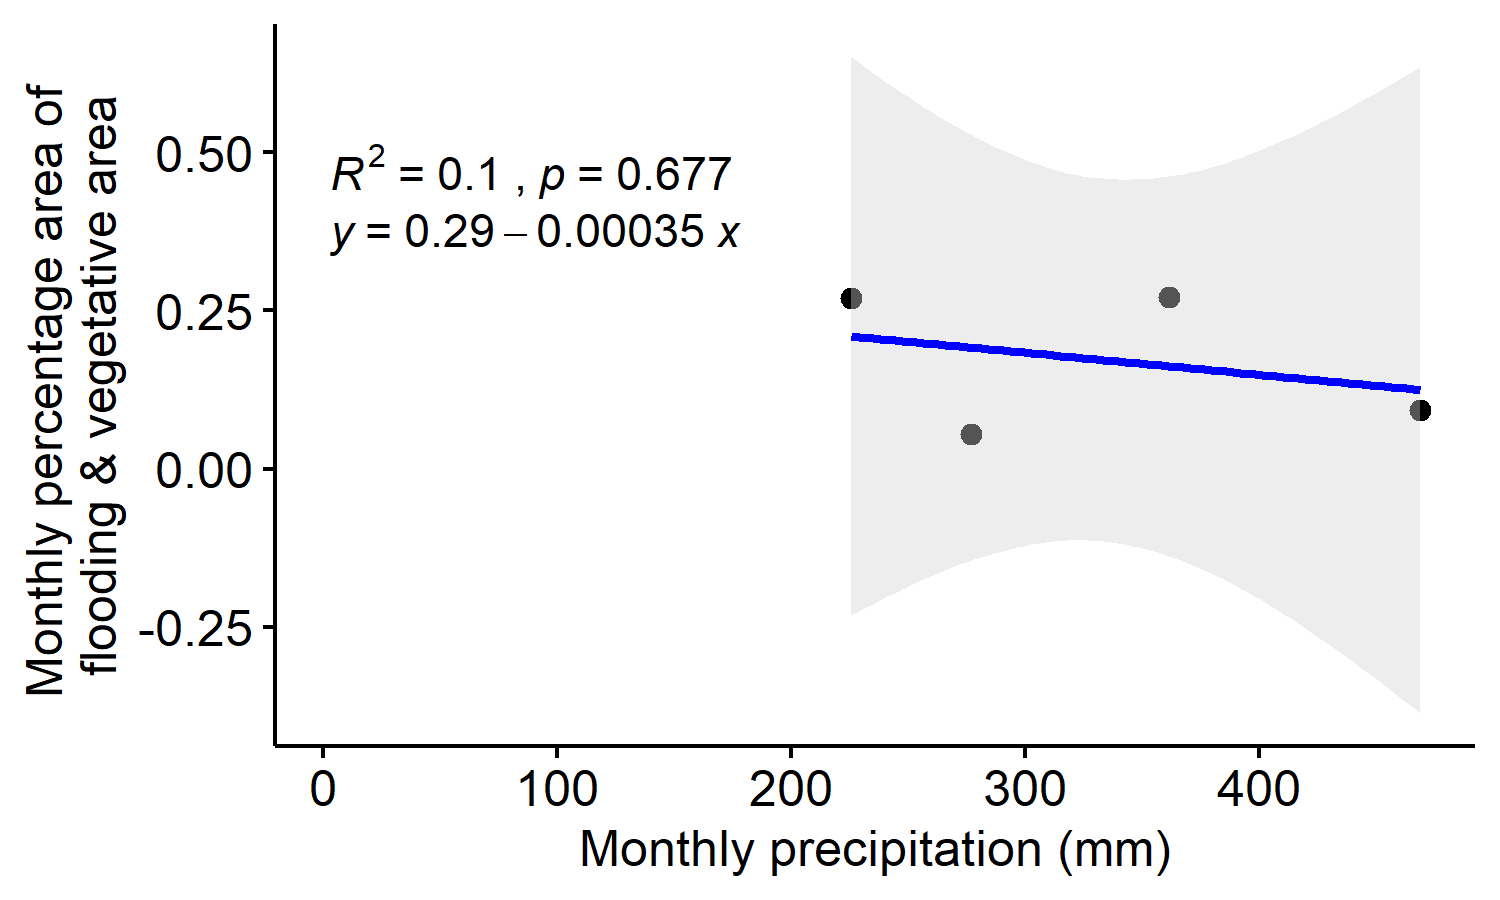 Monthly percentage area of
flooding & vegetative area
0.50
0.25
0.00
-0.25
R² = 0.1 , p = 0.677
y = 0.29 – 0.00035 x
0 100 200 300 400
Monthly precipitation (mm)